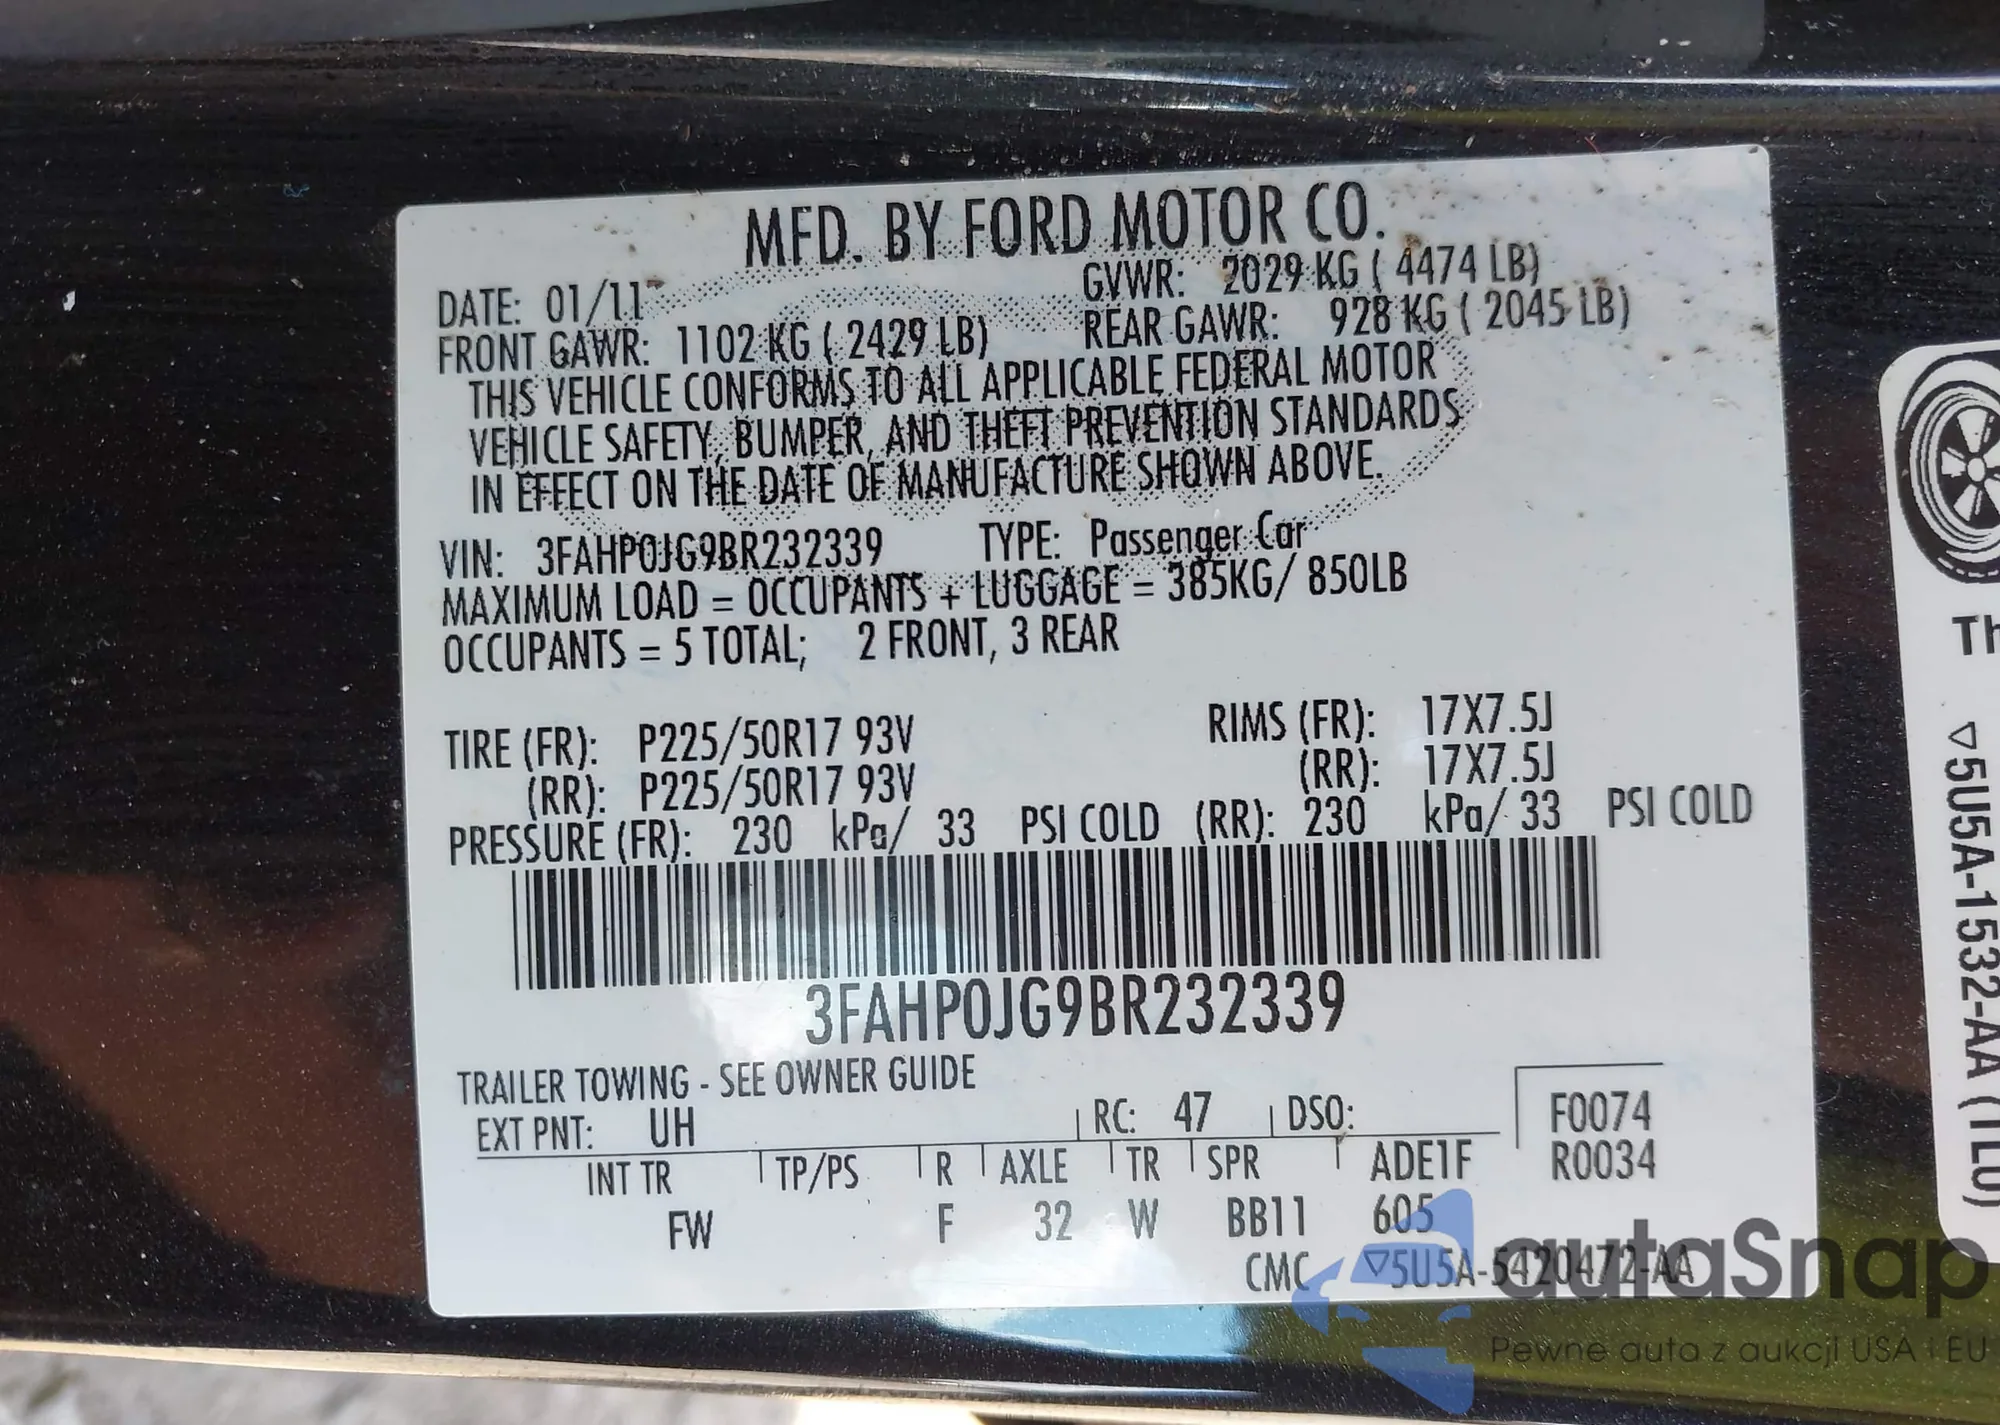 MFD. BY FORD MOTOR CO.
DATE: 01/11 GVWR: 2029 KG ( 4474 LB)
FRONT GAWR: 1102 KG ( 2429 LB) REAR GAWR: 928 KG ( 2045 LB)
THIS VEHICLE CONFORMS TO ALL APPLICABLE FEDERAL MOTOR
VEHICLE SAFETY, BUMPER, AND THEFT PREVENTION STANDARDS
IN EFFECT ON THE DATE OF MANUFACTURE SHOWN ABOVE.
VIN: 3FAHP0JG9BR232339 TYPE: Passenger Car
MAXIMUM LOAD = OCCUPANTS + LUGGAGE = 385KG/ 850LB
OCCUPANTS = 5 TOTAL; 2 FRONT, 3 REAR
TIRE (FR): P225/50R17 93V RIMS (FR): 17X7.5J
(RR): P225/50R17 93V (RR): 17X7.5J
PRESSURE (FR): 230 kPa/ 33 PSI COLD (RR): 230 kPa/ 33 PSI COLD
3FAHP0JG9BR232339
TRAILER TOWING - SEE OWNER GUIDE
EXT PNT: UH RC: 47 DSO: F0074
INT TR TP/PS R AXLE TR SPR ADE1F R0034
FW F 32 W BB11 605
CMC ▽5U5A-5420472-AA
Th
▽5U5A-1532-AA (TLU)
autaSnap
Pewne auta z aukcji USA i EU